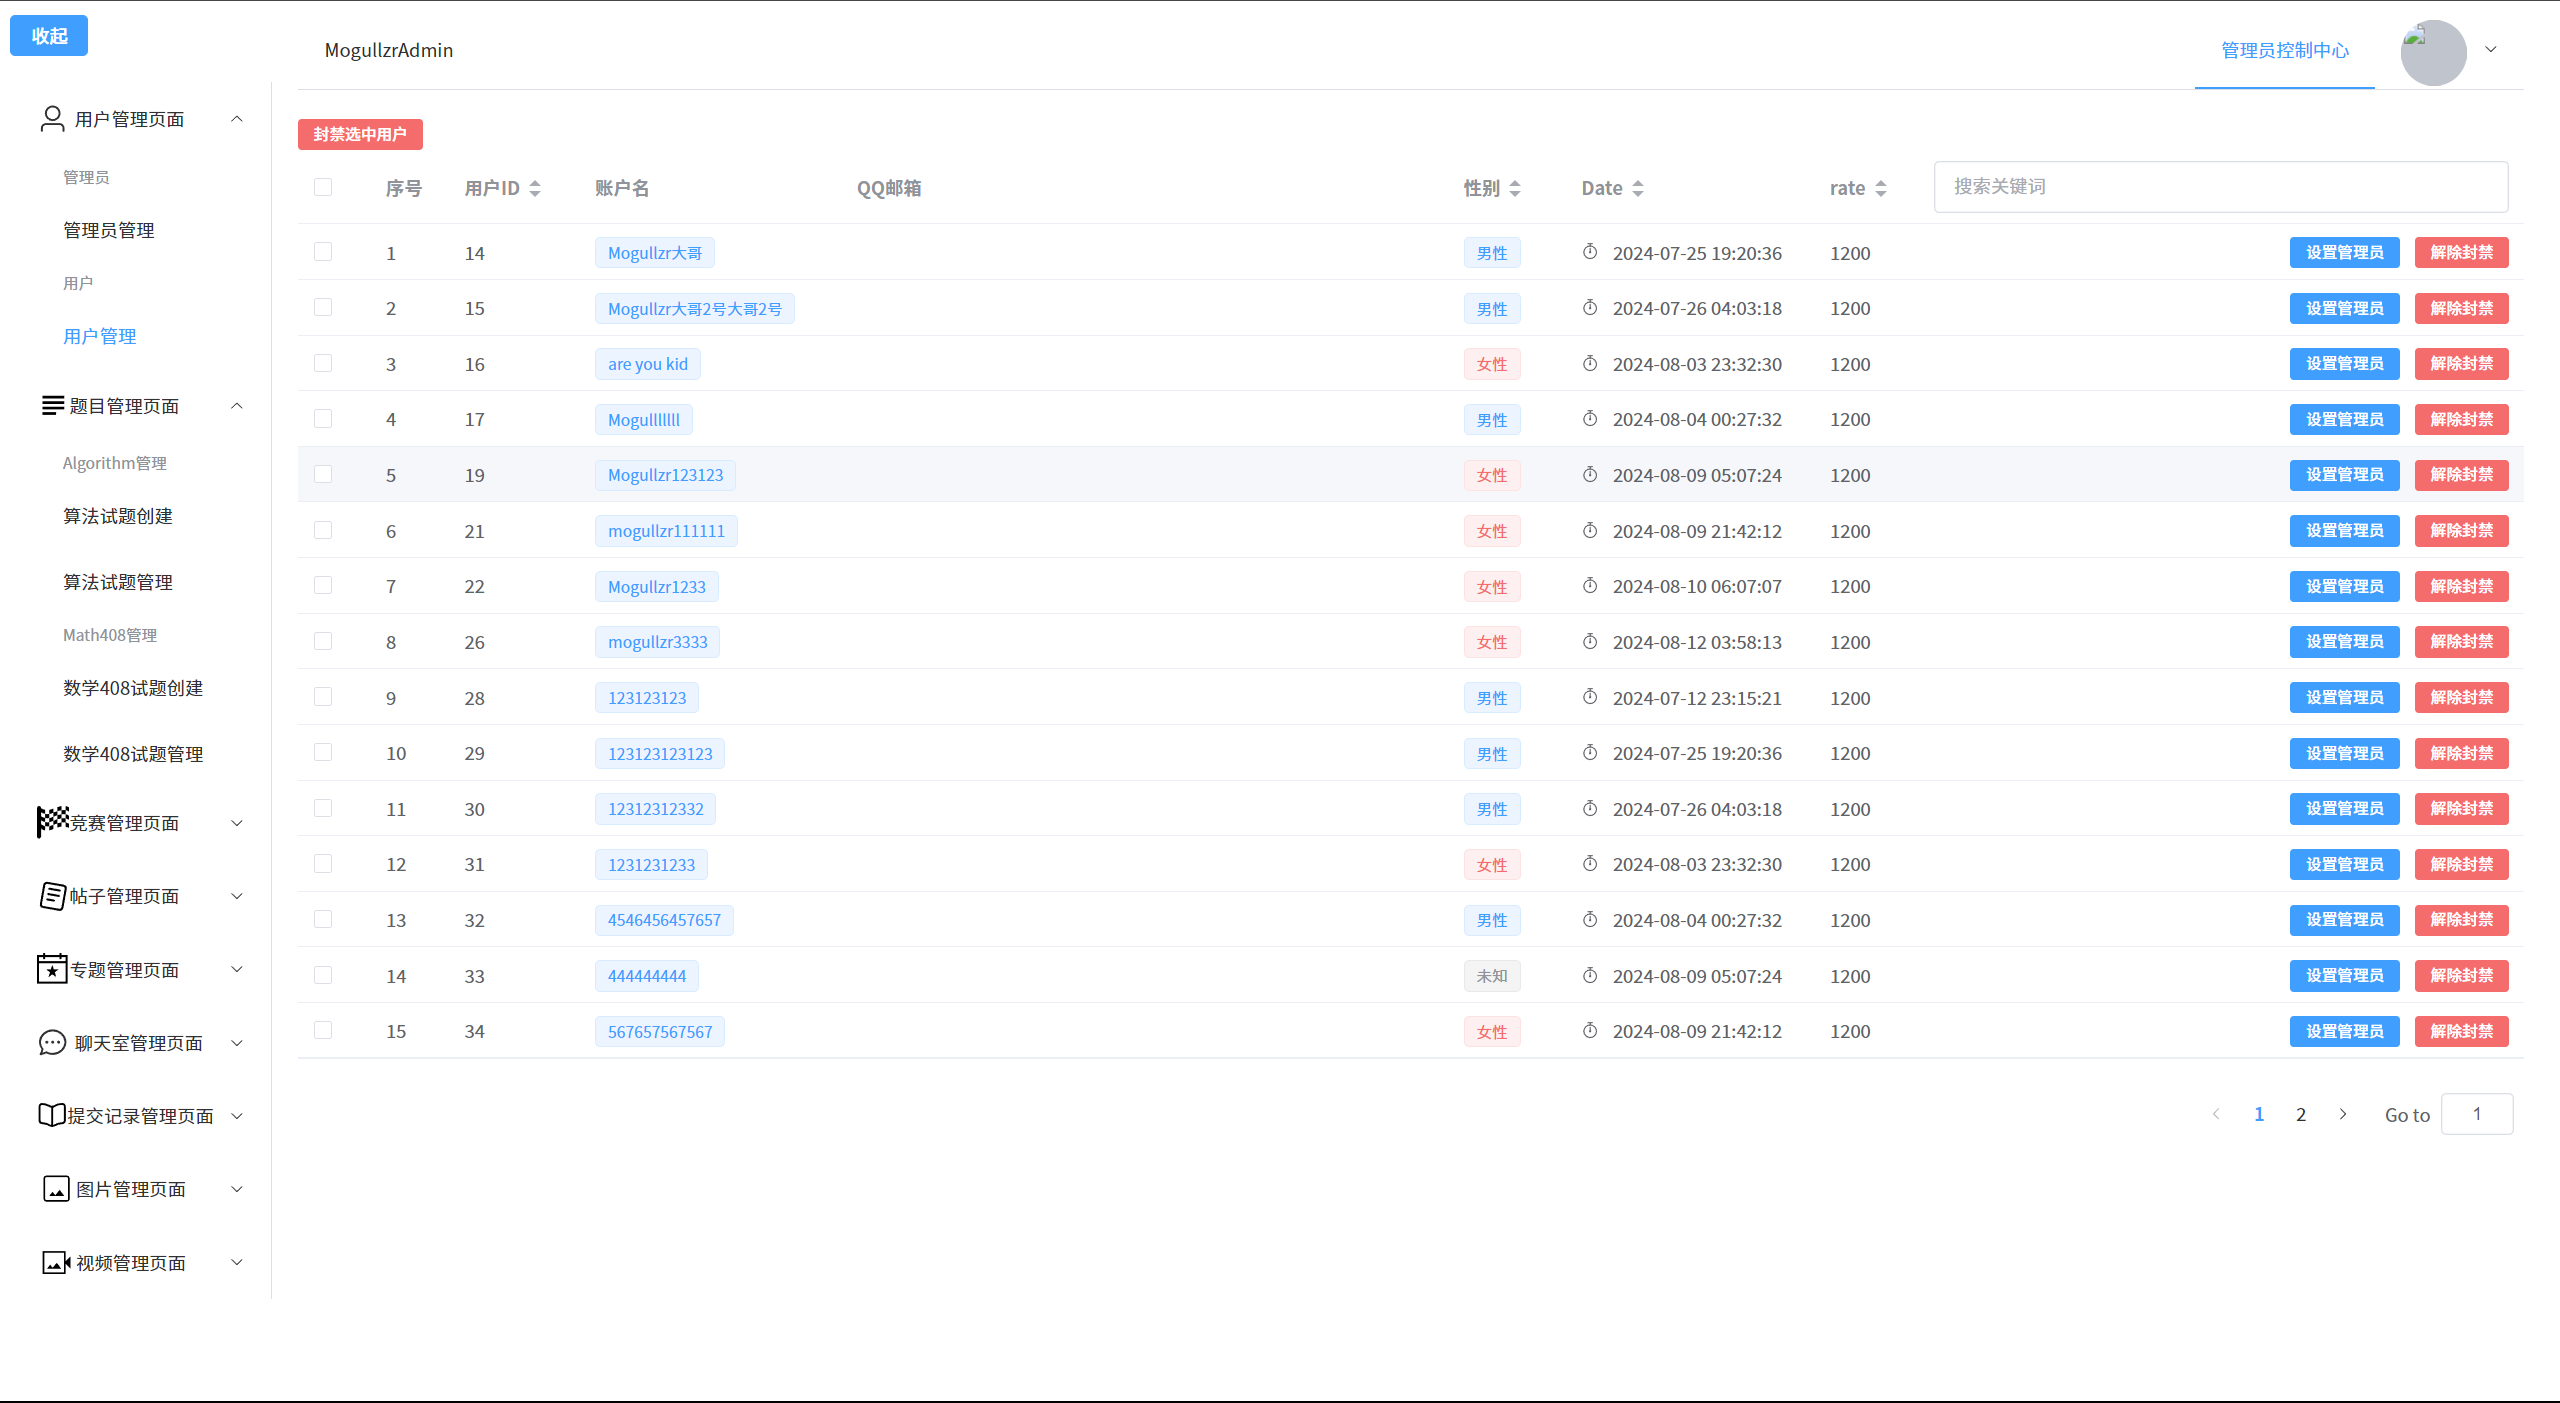 收起
MogullzrAdmin
管理员控制中心
用户管理页面
管理员
管理员管理
用户
用户管理
题目管理页面
Algorithm管理
算法试题创建
算法试题管理
Math408管理
数学408试题创建
数学408试题管理
竞赛管理页面
帖子管理页面
专题管理页面
聊天室管理页面
提交记录管理页面
图片管理页面
视频管理页面
封禁选中用户
序号 用户ID 账户名 QQ邮箱 性别 Date rate 搜索关键词
1 14 Mogullzr大哥 男性 2024-07-25 19:20:36 1200 设置管理员 解除封禁
2 15 Mogullzr大哥2号大哥2号 男性 2024-07-26 04:03:18 1200 设置管理员 解除封禁
3 16 are you kid 女性 2024-08-03 23:32:30 1200 设置管理员 解除封禁
4 17 Mogulllllll 男性 2024-08-04 00:27:32 1200 设置管理员 解除封禁
5 19 Mogullzr123123 女性 2024-08-09 05:07:24 1200 设置管理员 解除封禁
6 21 mogullzr111111 女性 2024-08-09 21:42:12 1200 设置管理员 解除封禁
7 22 Mogullzr1233 女性 2024-08-10 06:07:07 1200 设置管理员 解除封禁
8 26 mogullzr3333 女性 2024-08-12 03:58:13 1200 设置管理员 解除封禁
9 28 123123123 男性 2024-07-12 23:15:21 1200 设置管理员 解除封禁
10 29 123123123123 男性 2024-07-25 19:20:36 1200 设置管理员 解除封禁
11 30 12312312332 男性 2024-07-26 04:03:18 1200 设置管理员 解除封禁
12 31 1231231233 女性 2024-08-03 23:32:30 1200 设置管理员 解除封禁
13 32 4546456457657 男性 2024-08-04 00:27:32 1200 设置管理员 解除封禁
14 33 444444444 未知 2024-08-09 05:07:24 1200 设置管理员 解除封禁
15 34 567657567567 女性 2024-08-09 21:42:12 1200 设置管理员 解除封禁
1 2 Go to 1